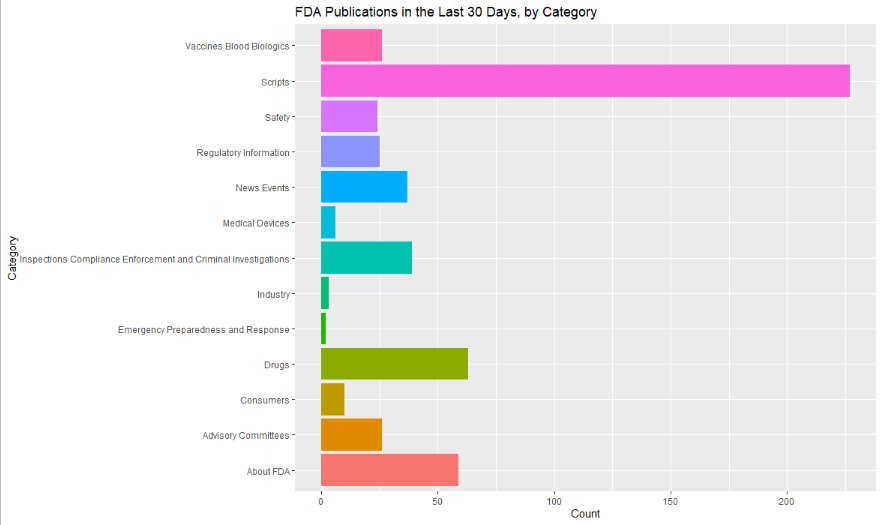 FDA Publications in the Last 30 Days, by Category
Vaccines Blood Biologics
Scripts
Safety
Regulatory Information
News Events
Medical Devices
Inspections Compliance Enforcement and Criminal Investigations
Industry
Emergency Preparedness and Response
Drugs
Consumers
Advisory Committees
About FDA
Category
0 50 100 150 200
Count